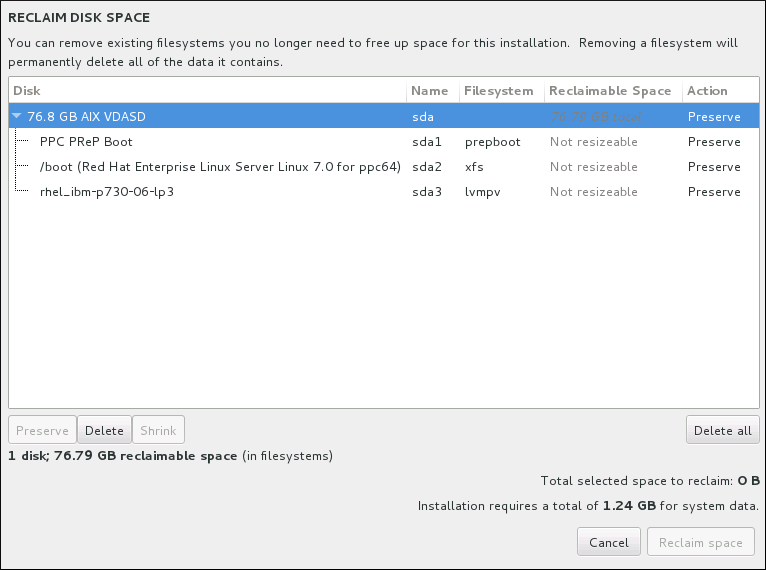 RECLAIM DISK SPACE
You can remove existing filesystems you no longer need to free up space for this installation. Removing a filesystem will
permanently delete all of the data it contains.
Disk Name Filesystem Reclaimable Space Action
76.8 GB AIX VDASD sda 76.79 GB total Preserve
PPC PReP Boot sda1 prepboot Not resizeable Preserve
/boot (Red Hat Enterprise Linux Server Linux 7.0 for ppc64) sda2 xfs Not resizeable Preserve
rhel_ibm-p730-06-lp3 sda3 lvmpv Not resizeable Preserve
Preserve Delete Shrink Delete all
1 disk; 76.79 GB reclaimable space (in filesystems)
Total selected space to reclaim: 0 B
Installation requires a total of 1.24 GB for system data.
Cancel Reclaim space